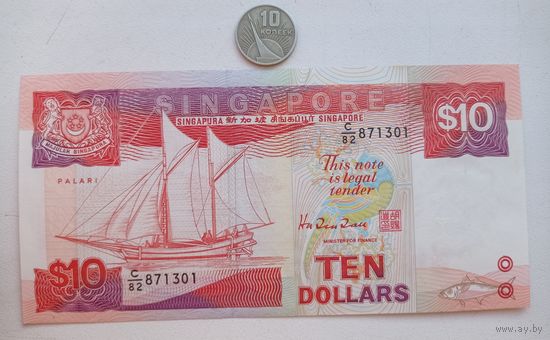 10
КОПЕЕК
SINGAPORE
SINGAPURA 新加坡 சிங்கப்பூர் SINGAPORE
$10
C/82 871301
MAJULAH SINGAPURA
PALARI
This note
is legal
tender
MINISTER FOR FINANCE
$10
C/82 871301
TEN
DOLLARS
www.ay.by